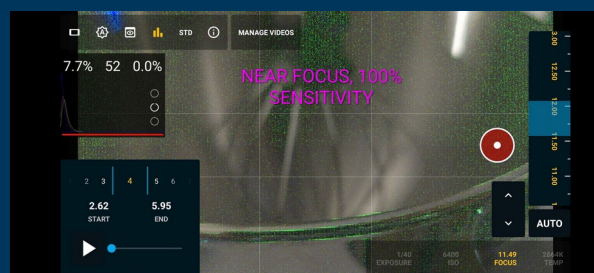 STD
MANAGE VIDEOS
7.7% 52 0.0%
NEAR FOCUS, 100%
SENSITIVITY
3.00
12.50
12.00
11.50
11.00
2 3 4 5 6
2.62 5.95
START END
AUTO
1/40 6400 11.49 2664K
EXPOSURE ISO FOCUS TEMP